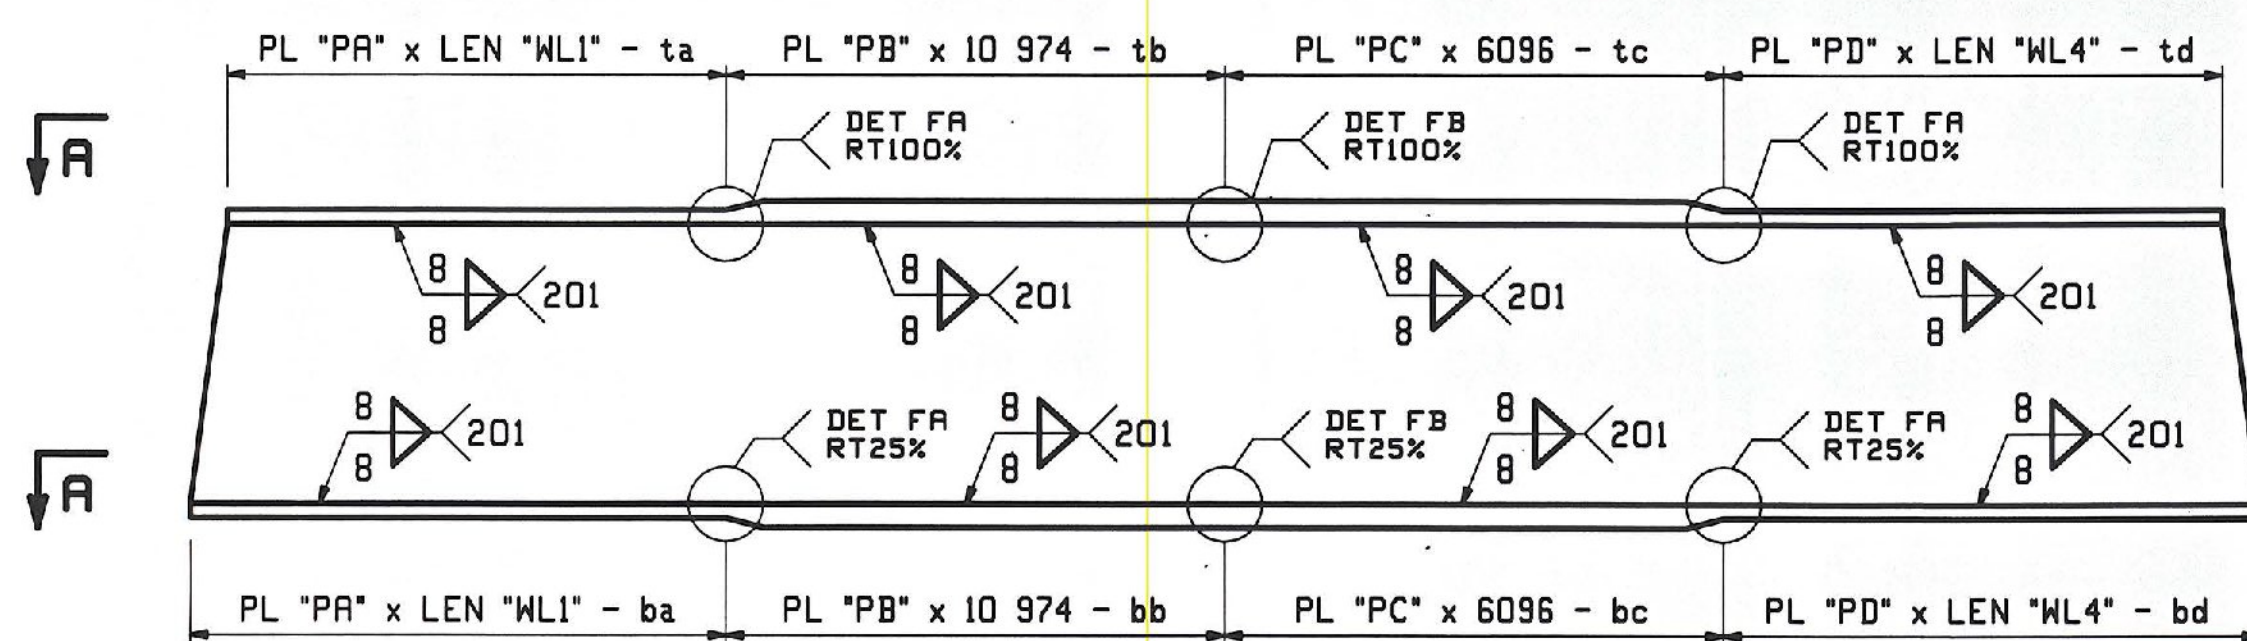 PL "PA" x LEN "WL1" - ta
PL "PB" x 10 974 - tb
PL "PC" x 6096 - tc
PL "PD" x LEN "WL4" - td
A
DET FA
RT100%
DET FB
RT100%
DET FA
RT100%
8
8
201
8
8
201
8
8
201
8
8
201
8
8
201
DET FA
RT25%
8
8
201
DET FB
RT25%
8
8
201
DET FA
RT25%
8
8
201
A
PL "PA" x LEN "WL1" - ba
PL "PB" x 10 974 - bb
PL "PC" x 6096 - bc
PL "PD" x LEN "WL4" - bd